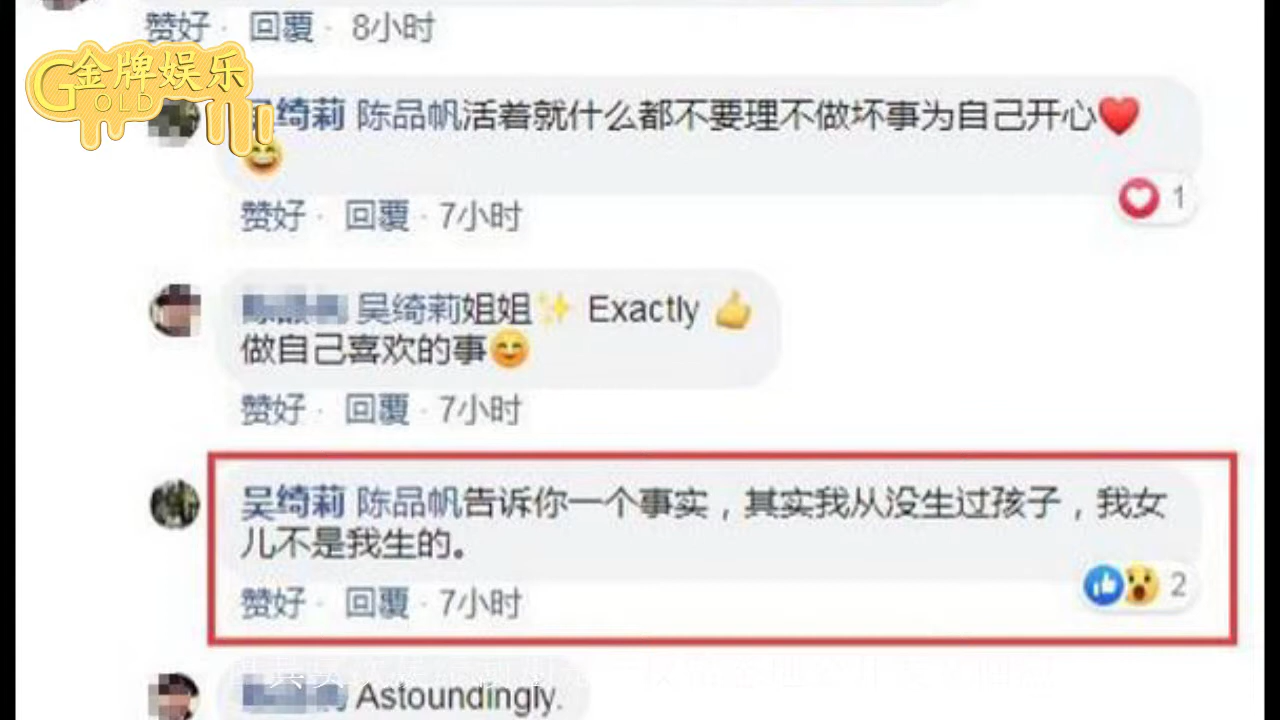 赞好 · 回覆 · 8小时
金牌娱乐
GOLD
绮莉 陈品帆活着就什么都不要理不做坏事为自己开心
赞好 · 回覆 · 7小时
1
吴绮莉姐姐 Exactly
做自己喜欢的事
赞好 · 回覆 · 7小时
吴绮莉 陈品帆告诉你一个事实，其实我从没生过孩子，我女
儿不是我生的。
赞好 · 回覆 · 7小时
2
Astoundingly.